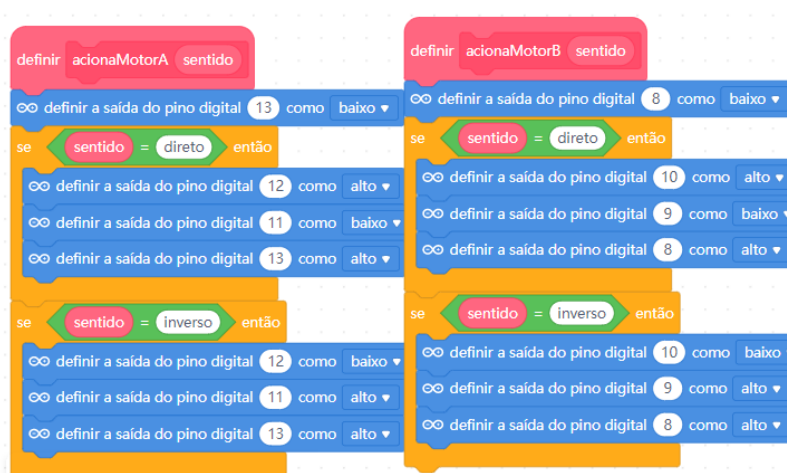 definir acionaMotorA sentido
definir a saída do pino digital 13 como baixo
se sentido = direto então
definir a saída do pino digital 12 como alto
definir a saída do pino digital 11 como baixo
definir a saída do pino digital 13 como alto
se sentido = inverso então
definir a saída do pino digital 12 como baixo
definir a saída do pino digital 11 como alto
definir a saída do pino digital 13 como alto
definir acionaMotorB sentido
definir a saída do pino digital 8 como baixo
se sentido = direto então
definir a saída do pino digital 10 como alto
definir a saída do pino digital 9 como baixo
definir a saída do pino digital 8 como alto
se sentido = inverso então
definir a saída do pino digital 10 como baixo
definir a saída do pino digital 9 como alto
definir a saída do pino digital 8 como alto